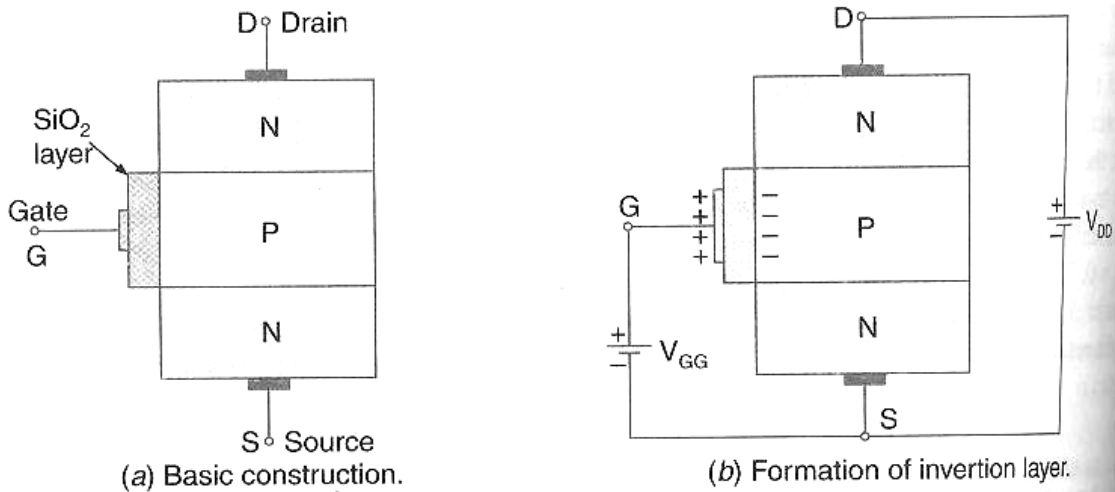 D Drain
N
SiO₂
layer
P
Gate
G
N
S Source
(a) Basic construction.
D
N
G
+ −
+ −
+ −
+ −
P
+
−
V_DD
N
+
−
V_GG
S
(b) Formation of invertion layer.